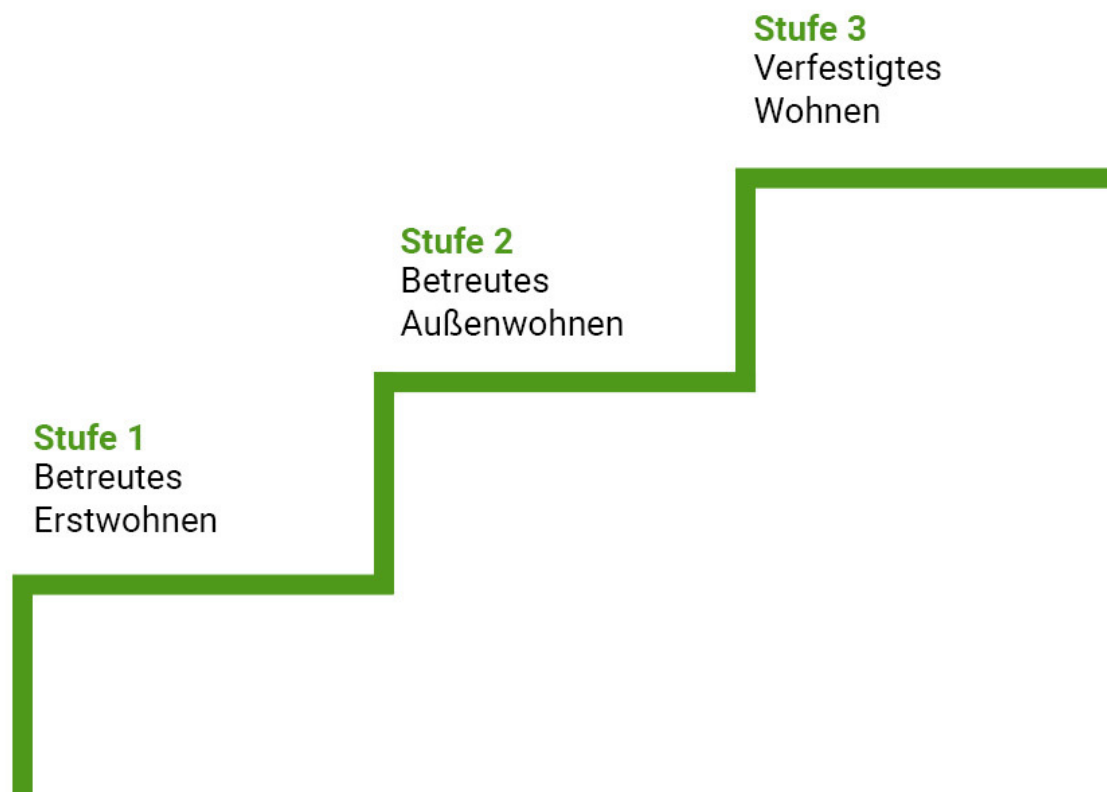 Stufe 3
Verfestigtes
Wohnen
Stufe 2
Betreutes
Außenwohnen
Stufe 1
Betreutes
Erstwohnen